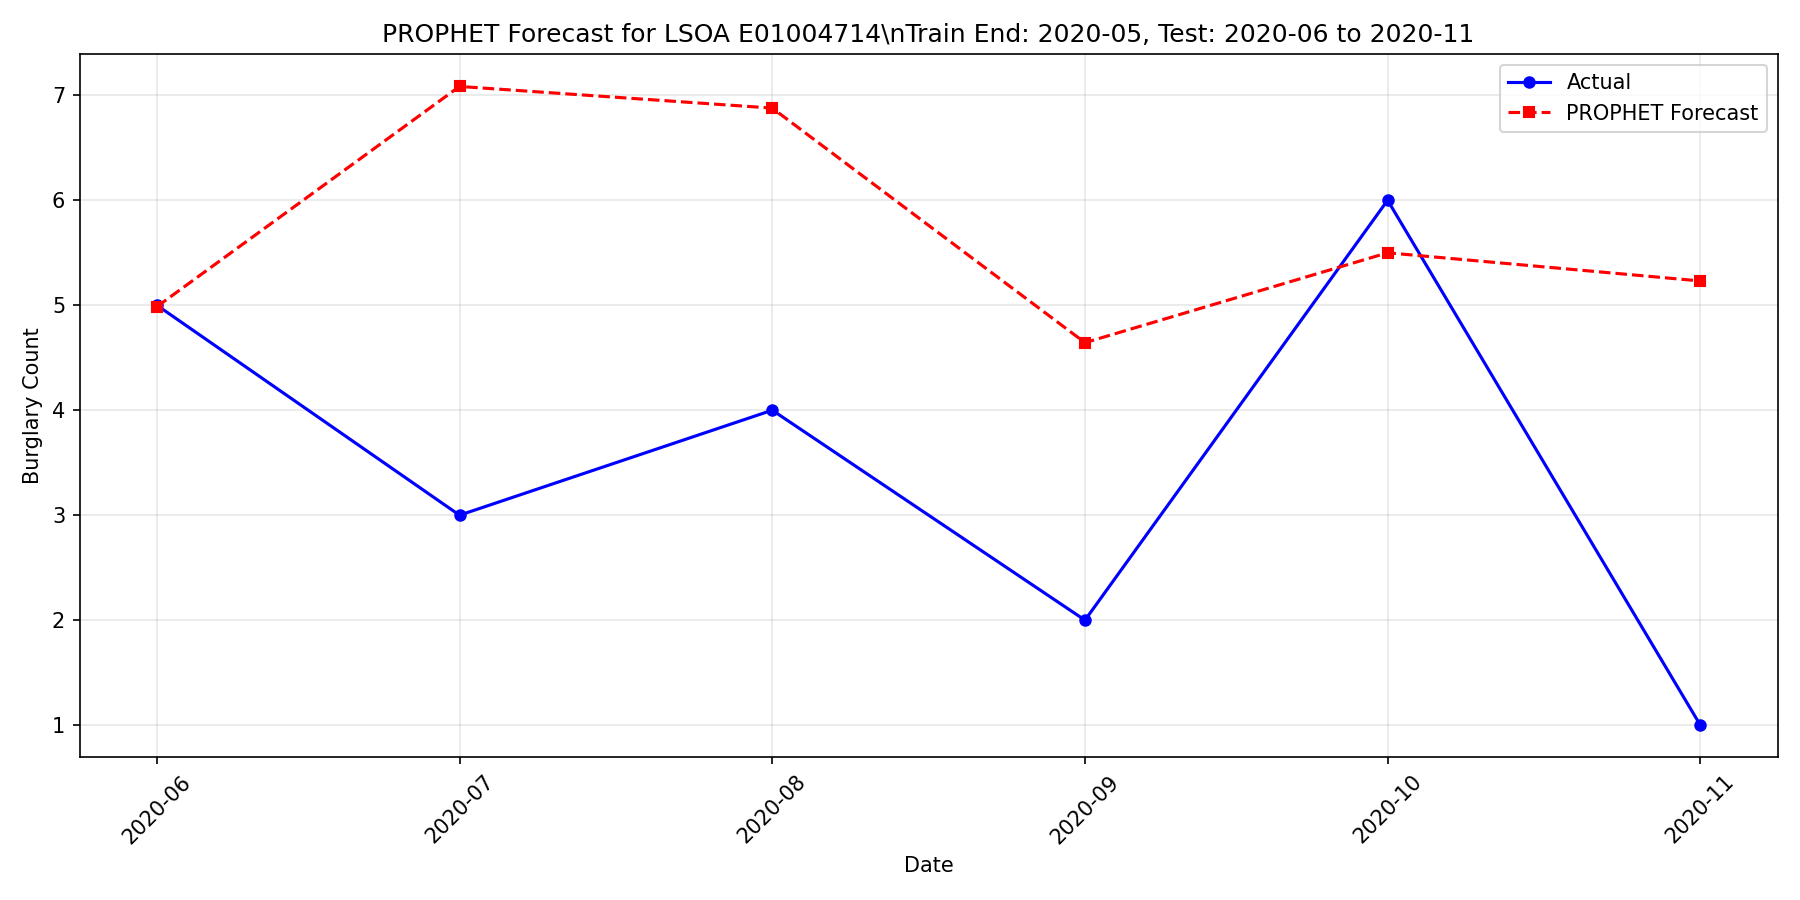 PROPHET Forecast for LSOA E01004714\nTrain End: 2020-05, Test: 2020-06 to 2020-11
Actual
PROPHET Forecast
Burglary Count
7
6
5
4
3
2
1
2020-06
2020-07
2020-08
2020-09
2020-10
2020-11
Date